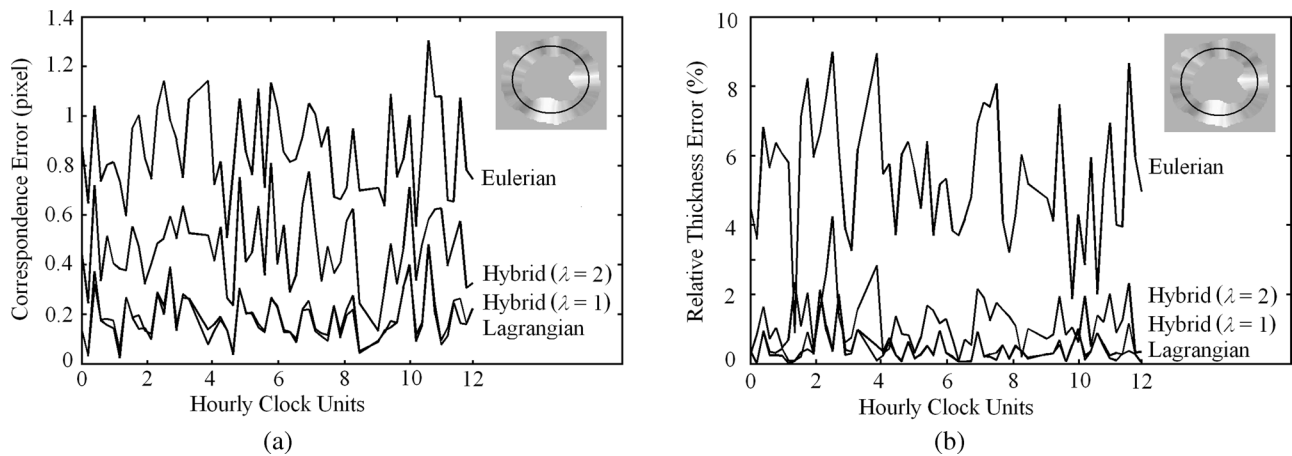 1.4
1.2
1
0.8
0.6
0.4
0.2
0
Correspondence Error (pixel)
Eulerian
Hybrid (λ = 2)
Hybrid (λ = 1)
Lagrangian
0 2 4 6 8 10 12
Hourly Clock Units
(a)
10
8
6
4
2
0
Relative Thickness Error (%)
Eulerian
Hybrid (λ = 2)
Hybrid (λ = 1)
Lagrangian
0 2 4 6 8 10 12
Hourly Clock Units
(b)